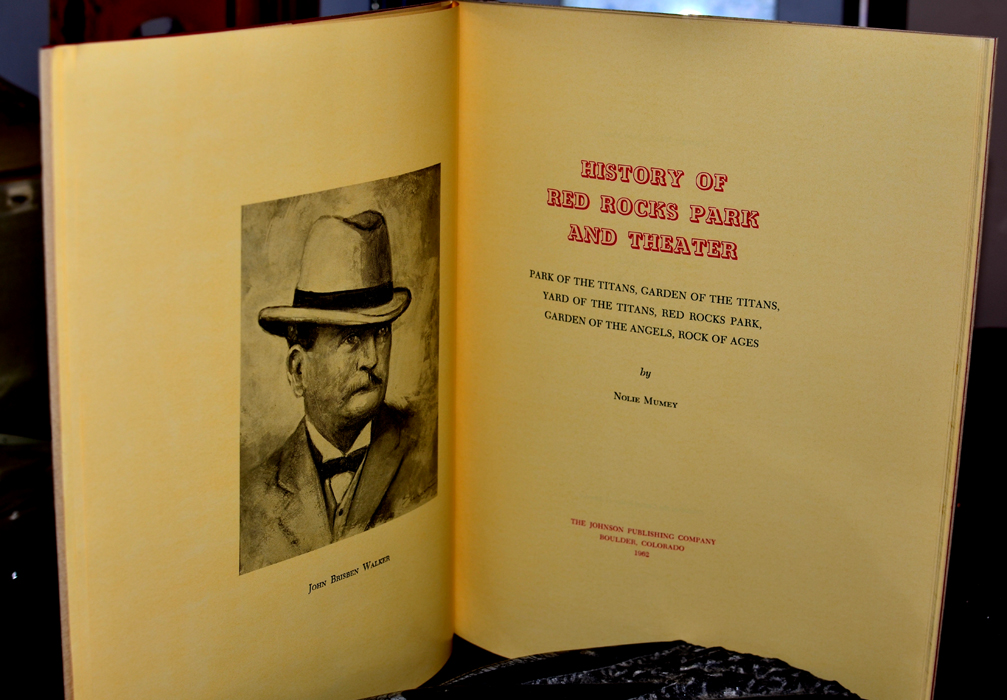 John Brisben Walker
HISTORY OF
RED ROCKS PARK
AND THEATER
PARK OF THE TITANS, GARDEN OF THE TITANS,
YARD OF THE TITANS, RED ROCKS PARK,
GARDEN OF THE ANGELS, ROCK OF AGES
by
Nolie Mumey
THE JOHNSON PUBLISHING COMPANY
BOULDER, COLORADO
1962